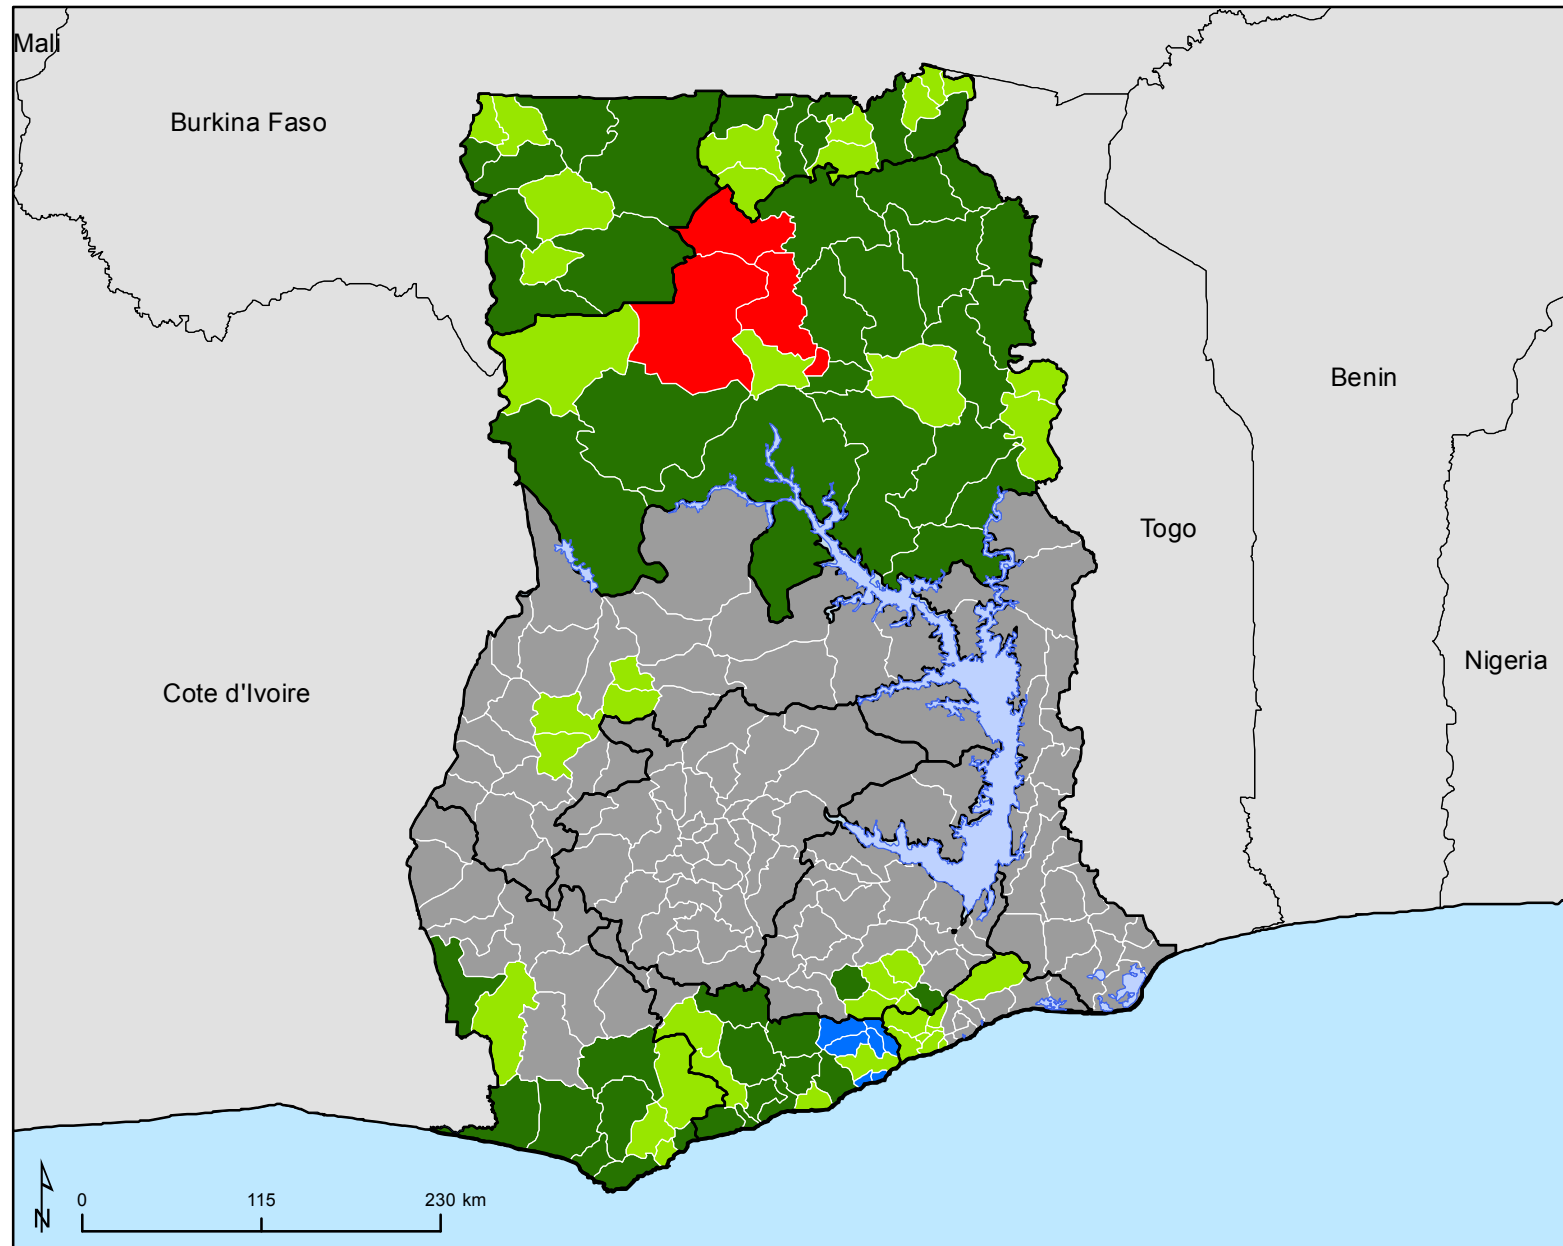 Mali
Burkina Faso
Benin
Togo
Nigeria
Cote d'Ivoire
N
0 115 230 km